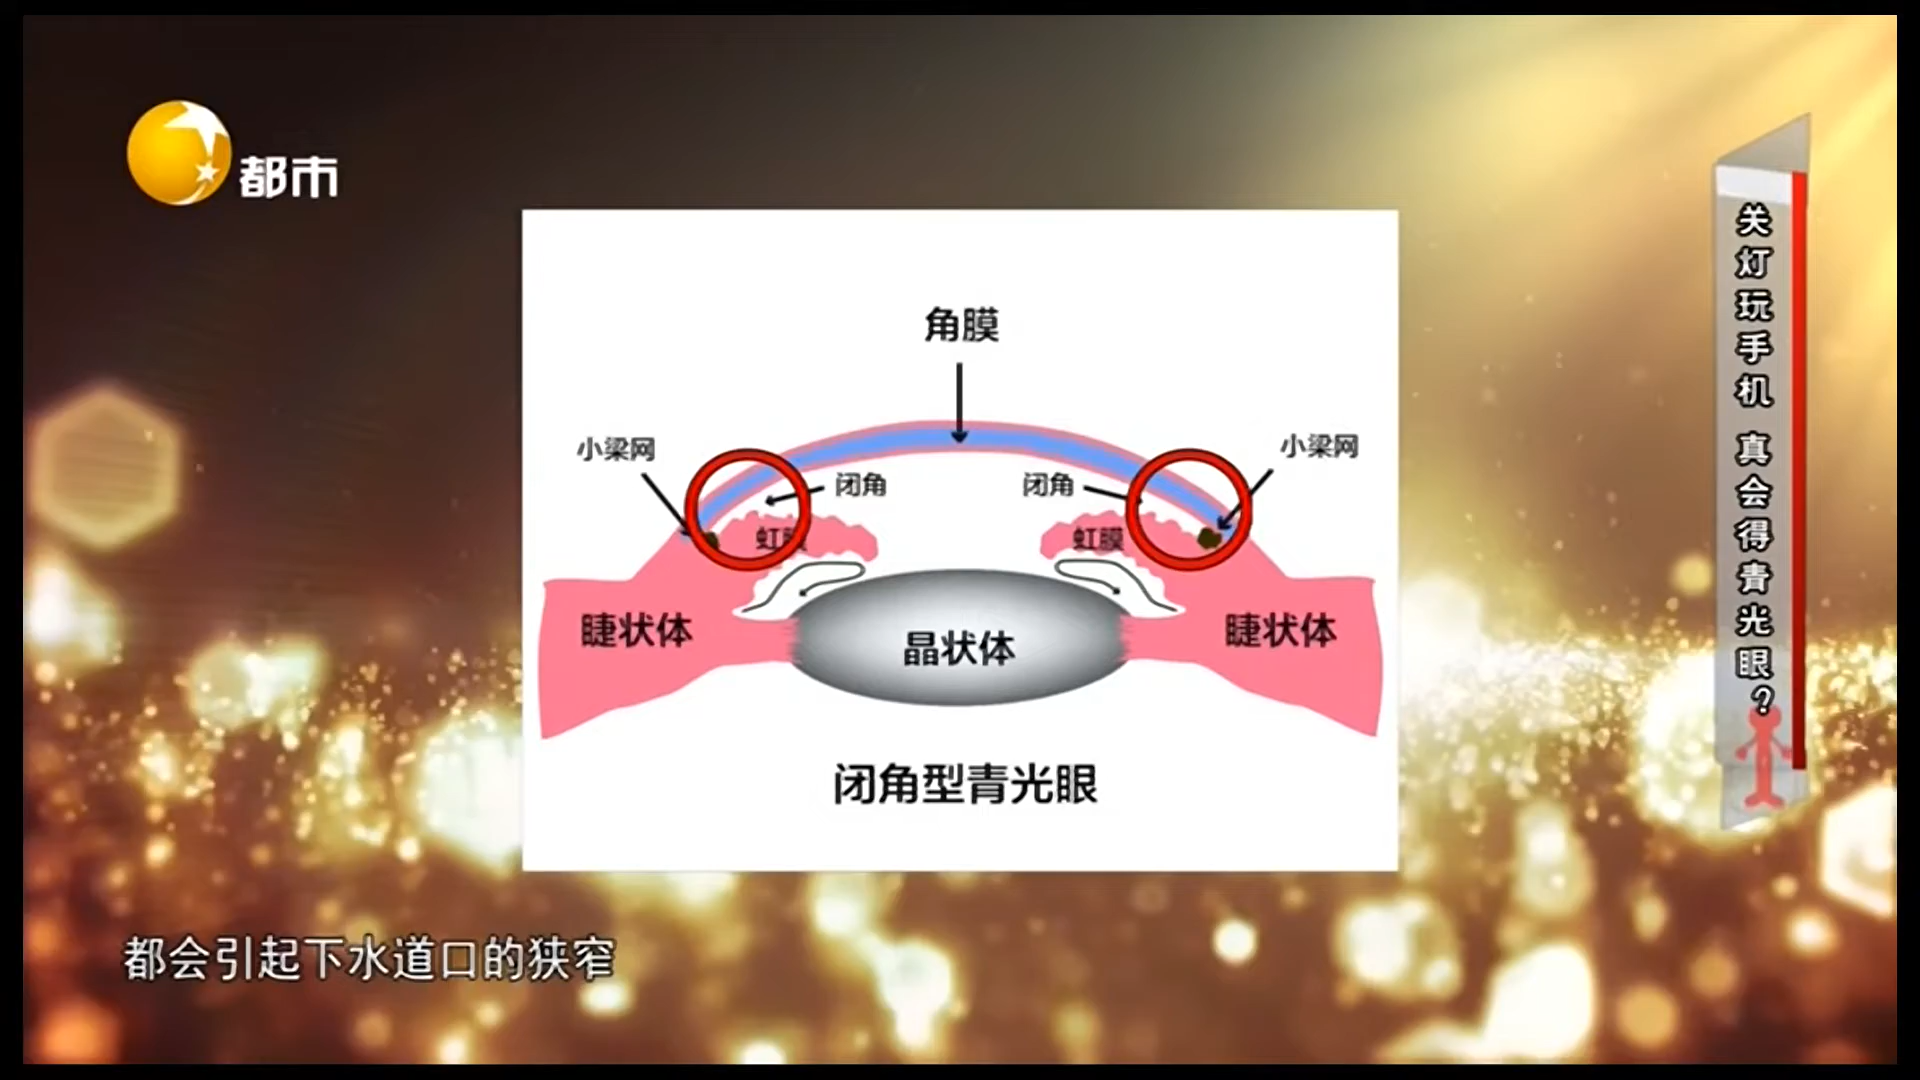 都市
角膜
小梁网
小梁网
闭角
闭角
虹膜
虹膜
睫状体
晶状体
睫状体
闭角型青光眼
关灯玩手机 真会得青光眼?
都会引起下水道口的狭窄